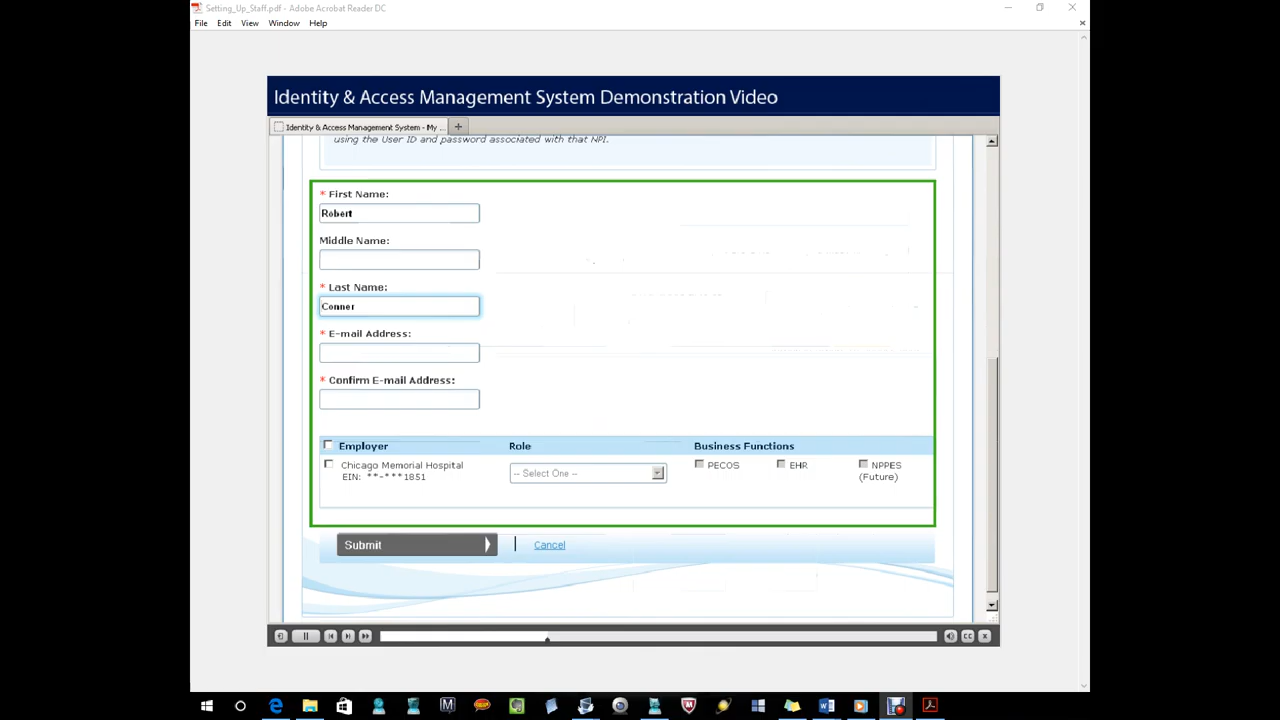 Setting_Up_Staff.pdf - Adobe Acrobat Reader DC
File Edit View Window Help
Identity & Access Management System Demonstration Video
Identity & Access Management System - My ...
using the User ID and password associated with that NPI.
* First Name:
Robert
Middle Name:
* Last Name:
Conner
* E-mail Address:
* Confirm E-mail Address:
Employer Role Business Functions
Chicago Memorial Hospital -- Select One -- PECOS EHR NPPES
EIN: **-***1851 (Future)
Submit Cancel
CC